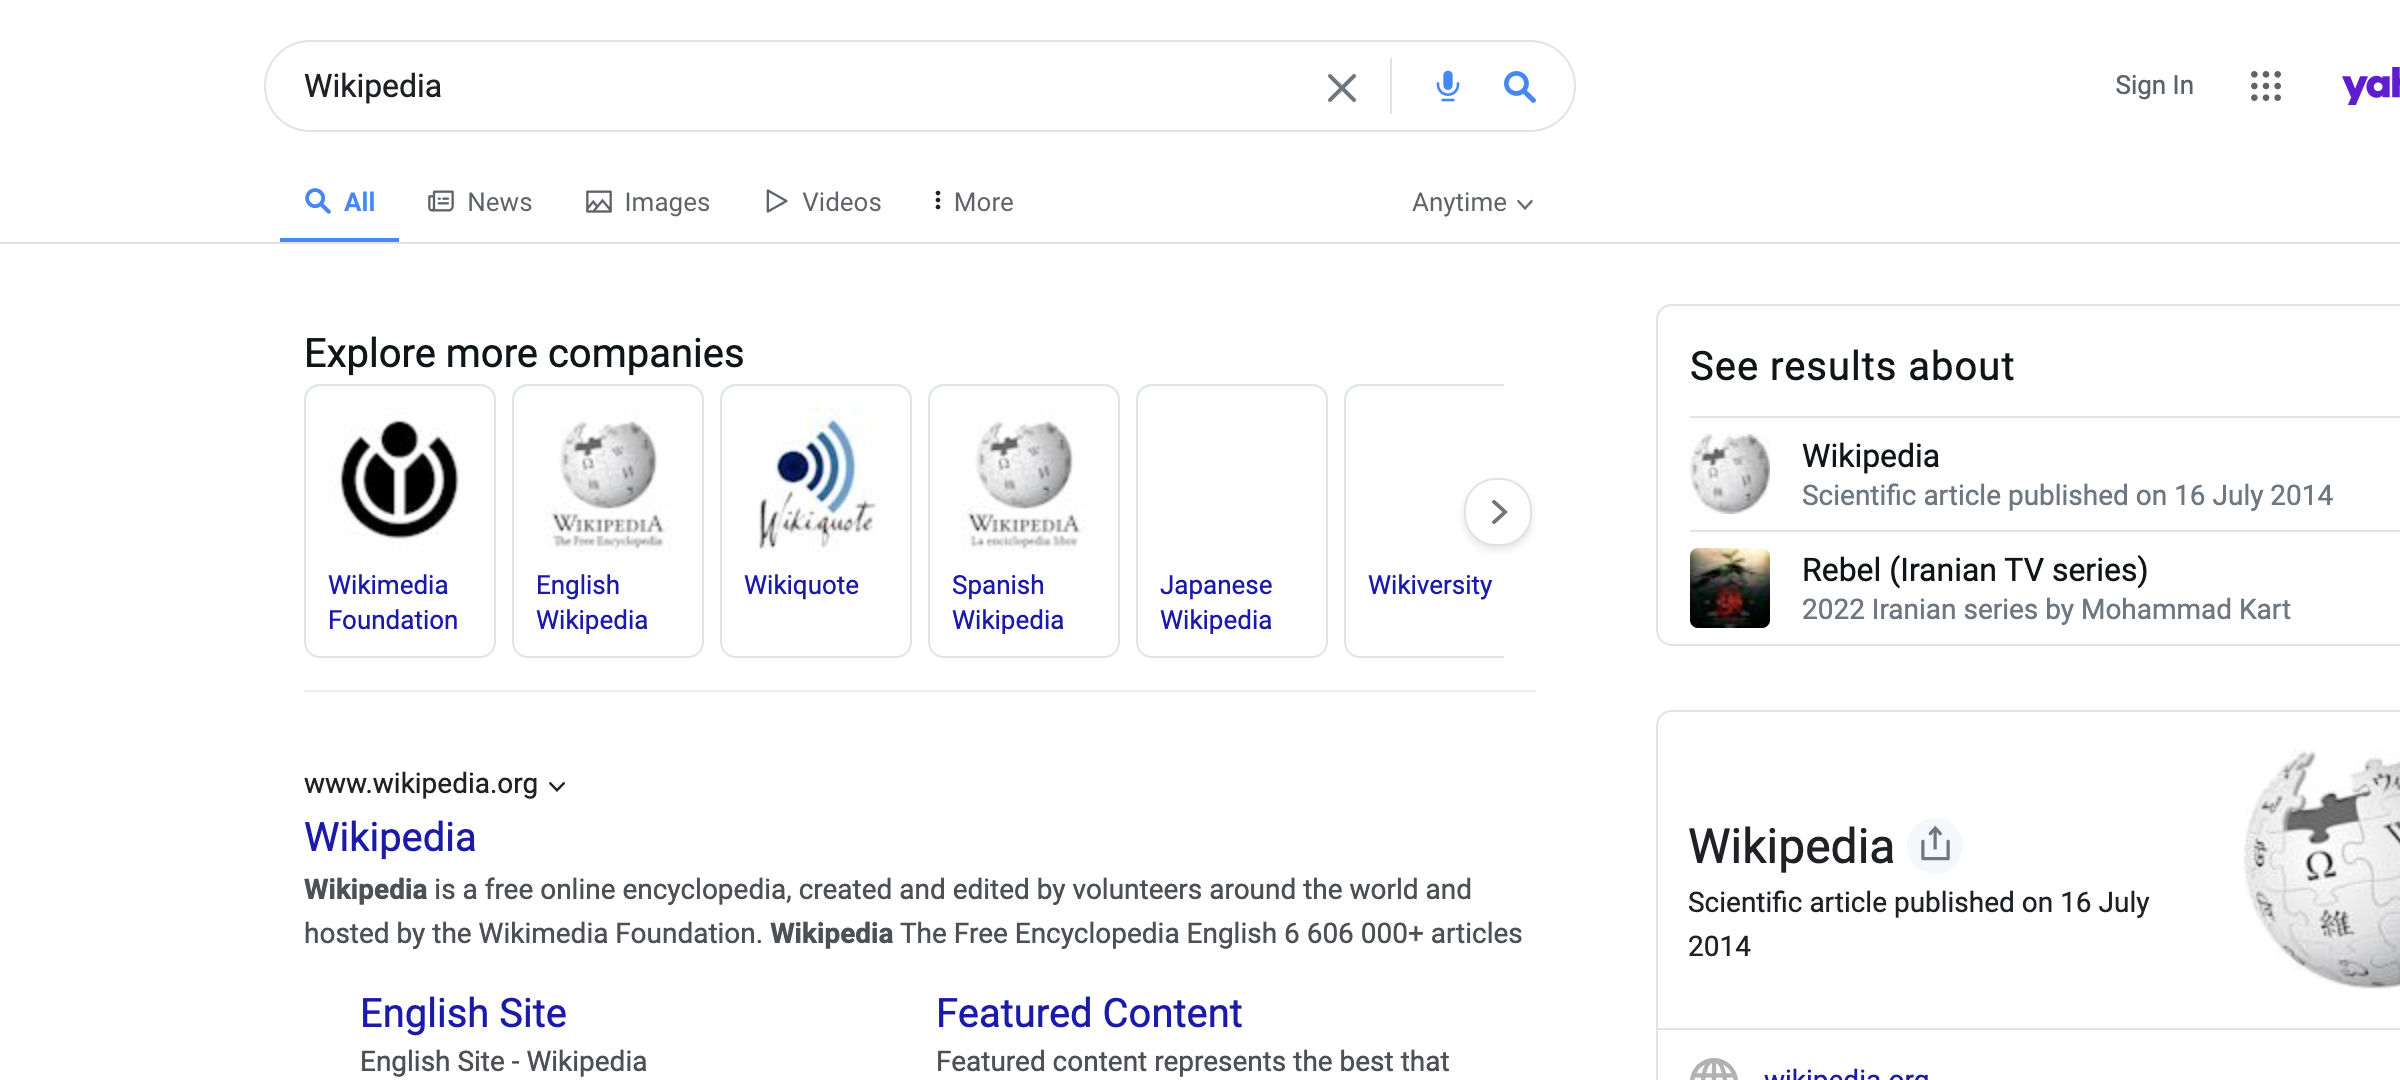 Wikipedia
Sign In
All
News
Images
Videos
More
Anytime
Explore more companies
WIKIPEDIA
The Free Encyclopedia
Wikiquote
WIKIPEDIA
La enciclopedia libre
Wikimedia
Foundation
English
Wikipedia
Wikiquote
Spanish
Wikipedia
Japanese
Wikipedia
Wikiversity
www.wikipedia.org
Wikipedia
Wikipedia is a free online encyclopedia, created and edited by volunteers around the world and
hosted by the Wikimedia Foundation. Wikipedia The Free Encyclopedia English 6 606 000+ articles
English Site
English Site - Wikipedia
Featured Content
Featured content represents the best that
See results about
Wikipedia
Scientific article published on 16 July 2014
Rebel (Iranian TV series)
2022 Iranian series by Mohammad Kart
Wikipedia
Scientific article published on 16 July
2014
Ω
維
wikipedia.org